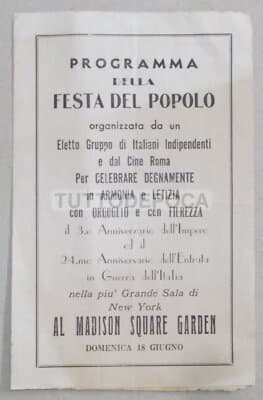 PROGRAMMA
DELLA
FESTA DEL POPOLO
organizzata da un
Eletto Gruppo di Italiani Indipendenti
e dal Cine Roma
Per CELEBRARE DEGNAMENTE
in ARMONIA e LETIZIA
TUTTODEPOCA
con ORGOGLIO e con FIEREZZA
il 3.o Anniversario dell'Impero
ed il
24.mo Anniversario dell'Entrata
in Guerra dell'Italia
nella piu' Grande Sala di
New York
AL MADISON SQUARE GARDEN
DOMENICA 18 GIUGNO